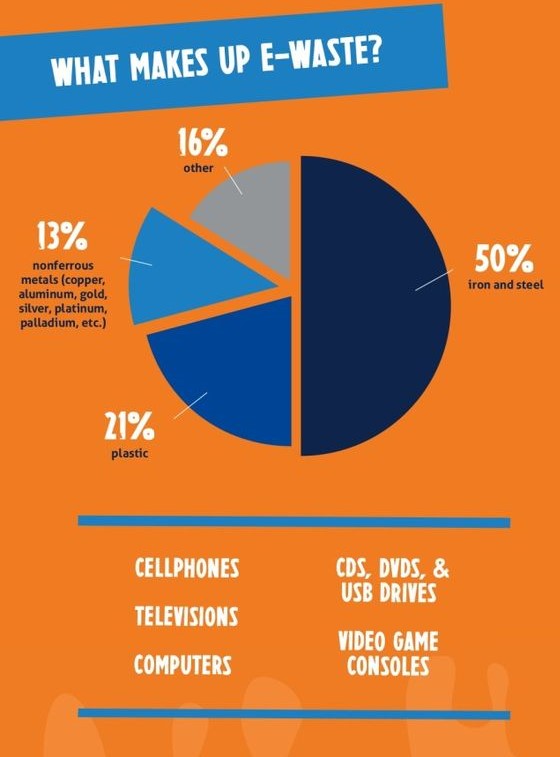 WHAT MAKES UP E-WASTE?
16%
other
13%
nonferrous
metals (copper,
aluminum, gold,
silver, platinum,
palladium, etc.)
50%
iron and steel
21%
plastic
CELLPHONES
TELEVISIONS
COMPUTERS
CDS, DVDS, &
USB DRIVES
VIDEO GAME
CONSOLES